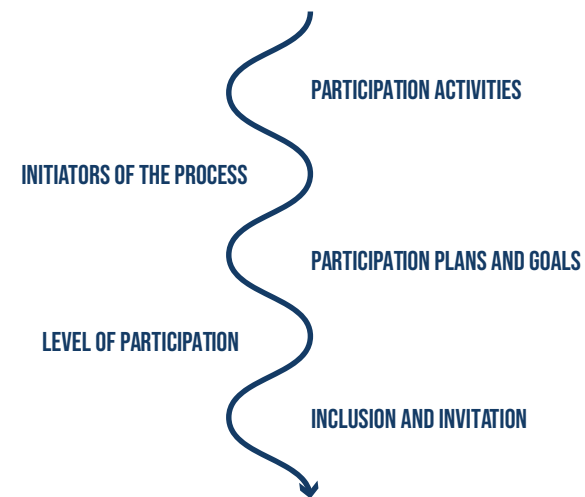 PARTICIPATION ACTIVITIES
INITIATORS OF THE PROCESS
PARTICIPATION PLANS AND GOALS
LEVEL OF PARTICIPATION
INCLUSION AND INVITATION